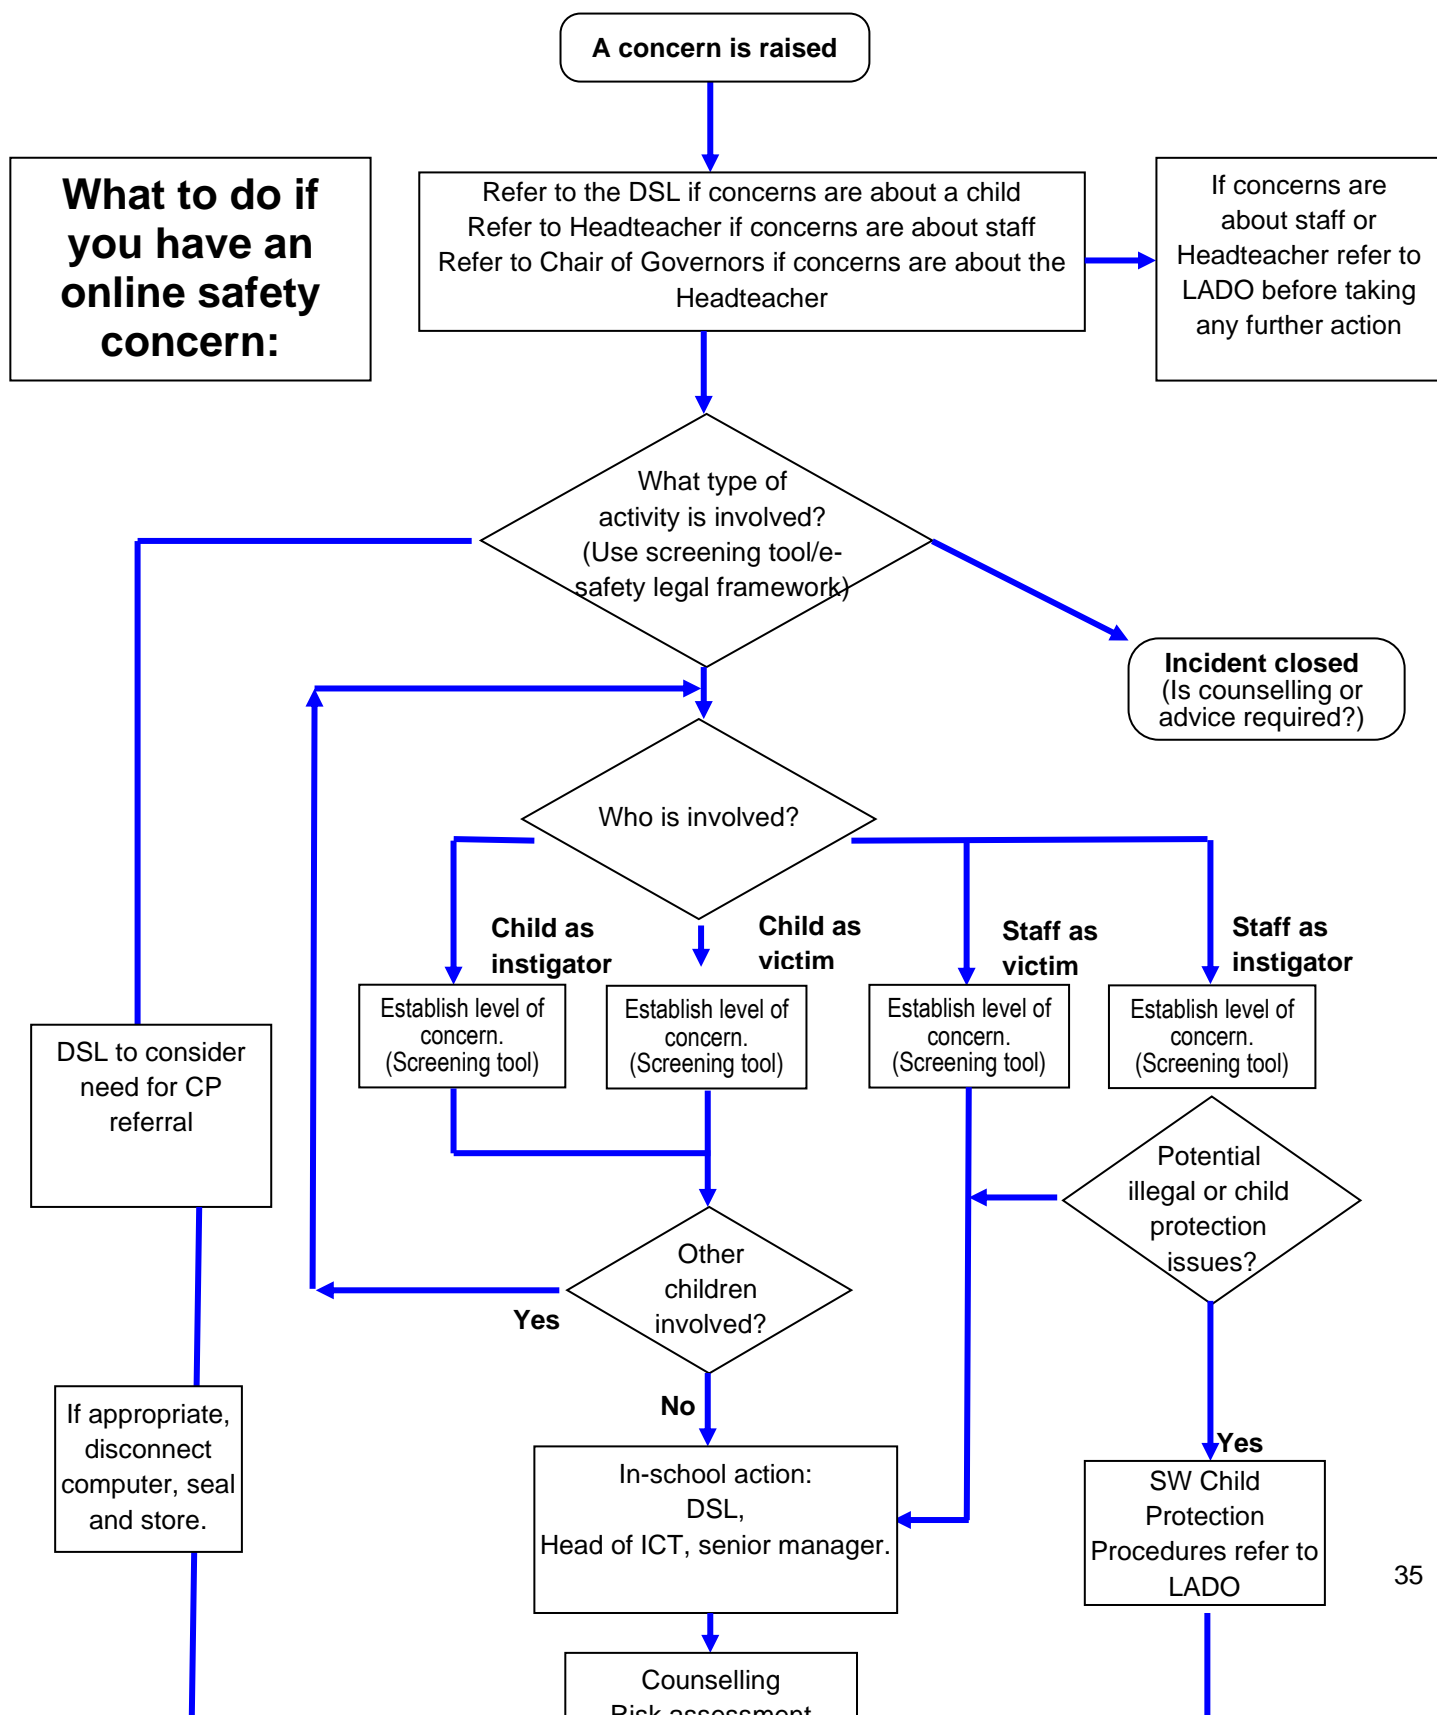 A concern is raised
What to do if
you have an
online safety
concern:
Refer to the DSL if concerns are about a child
Refer to Headteacher if concerns are about staff
Refer to Chair of Governors if concerns are about the
Headteacher
If concerns are
about staff or
Headteacher refer to
LADO before taking
any further action
What type of
activity is involved?
(Use screening tool/e-
safety legal framework)
Incident closed
(Is counselling or
advice required?)
Who is involved?
Child as
instigator
Child as
victim
Staff as
victim
Staff as
instigator
Establish level of
concern.
(Screening tool)
Establish level of
concern.
(Screening tool)
Establish level of
concern.
(Screening tool)
Establish level of
concern.
(Screening tool)
DSL to consider
need for CP
referral
Potential
illegal or child
protection
issues?
Other
children
involved?
Yes
No
If appropriate,
disconnect
computer, seal
and store.
In-school action:
DSL,
Head of ICT, senior manager.
Yes
SW Child
Protection
Procedures refer to
LADO
35
Counselling
Risk assessment